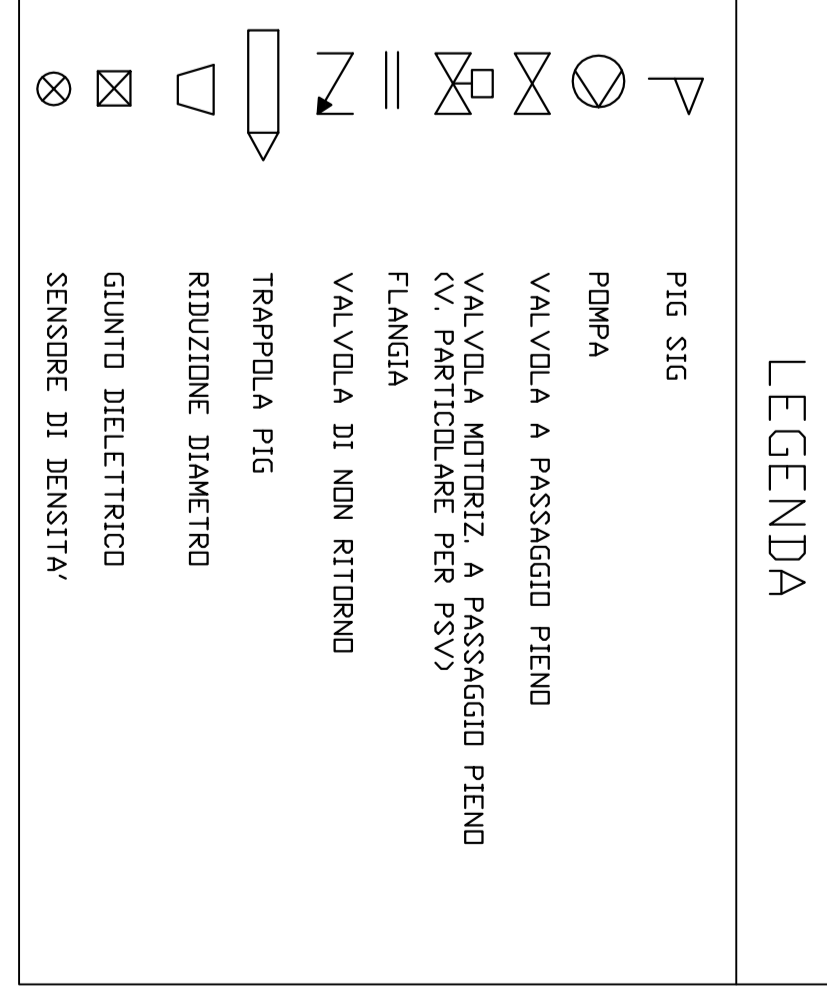 LEGENDA
PIG SIG
POMPA
VALVOLA A PASSAGGIO PIENO
VALVOLA MOTORIZ. A PASSAGGIO PIENO
(V. PARTICOLARE PER PSV)
FLANGIA
VALVOLA DI NON RITORNO
TRAPPOLA PIG
RIDUZIONE DIAMETRO
GIUNTO DIELETTRICO
SENSORE DI DENSITA'